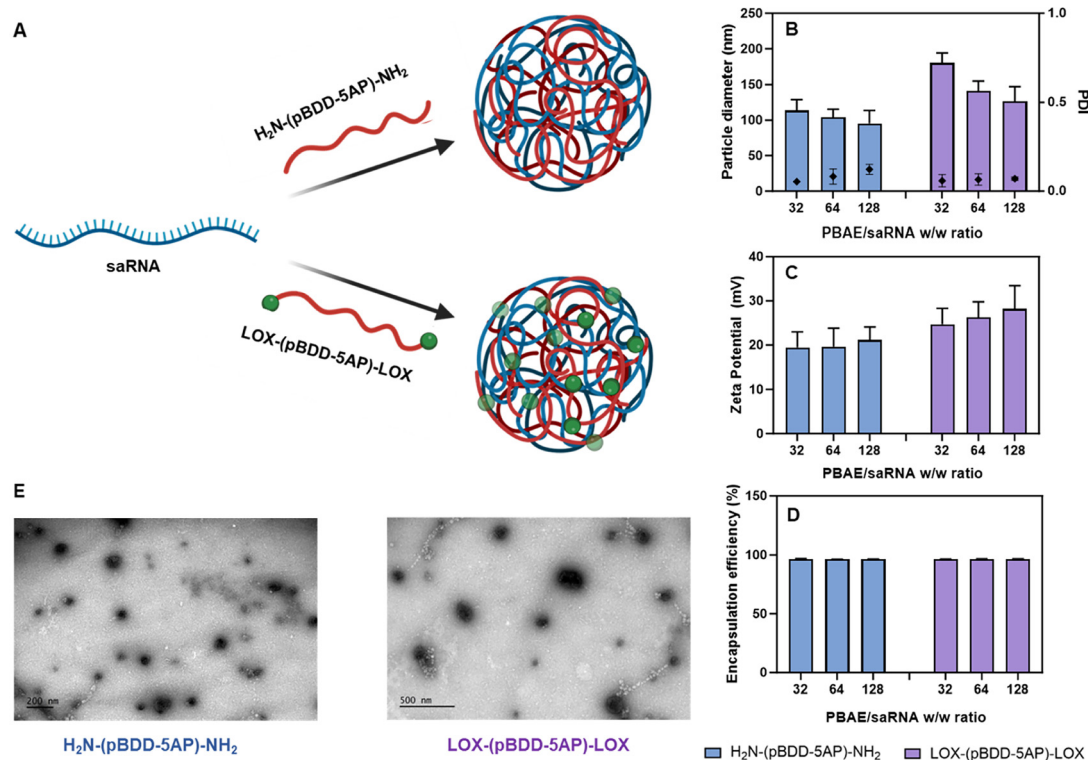 A
H₂N-(pBDD-5AP)-NH₂
saRNA
LOX-(pBDD-5AP)-LOX
B
Particle diameter (nm)
250
200
150
100
50
0
1.0
0.5
0.0
PDI
32 64 128 32 64 128
PBAE/saRNA w/w ratio
C
Zeta Potential (mV)
40
30
20
10
0
32 64 128 32 64 128
PBAE/saRNA w/w ratio
D
Encapsulation efficiency (%)
150
100
50
0
32 64 128 32 64 128
PBAE/saRNA w/w ratio
H₂N-(pBDD-5AP)-NH₂ LOX-(pBDD-5AP)-LOX
E
200 nm
500 nm
H₂N-(pBDD-5AP)-NH₂
LOX-(pBDD-5AP)-LOX